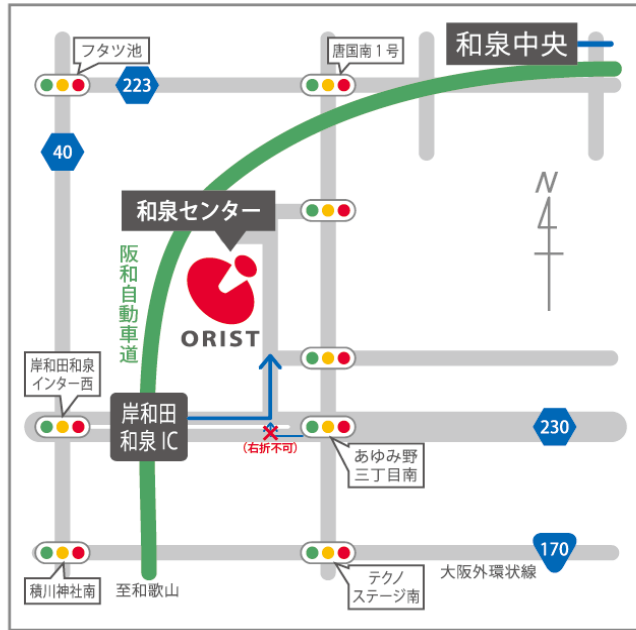 フタツ池
223
唐国南1号
和泉中央
40
和泉センター
N
阪和自動車道
ORIST
岸和田和泉
インター西
岸和田
和泉IC
(右折不可)
230
あゆみ野
三丁目南
170
積川神社南
至和歌山
テクノ
ステージ南
大阪外環状線